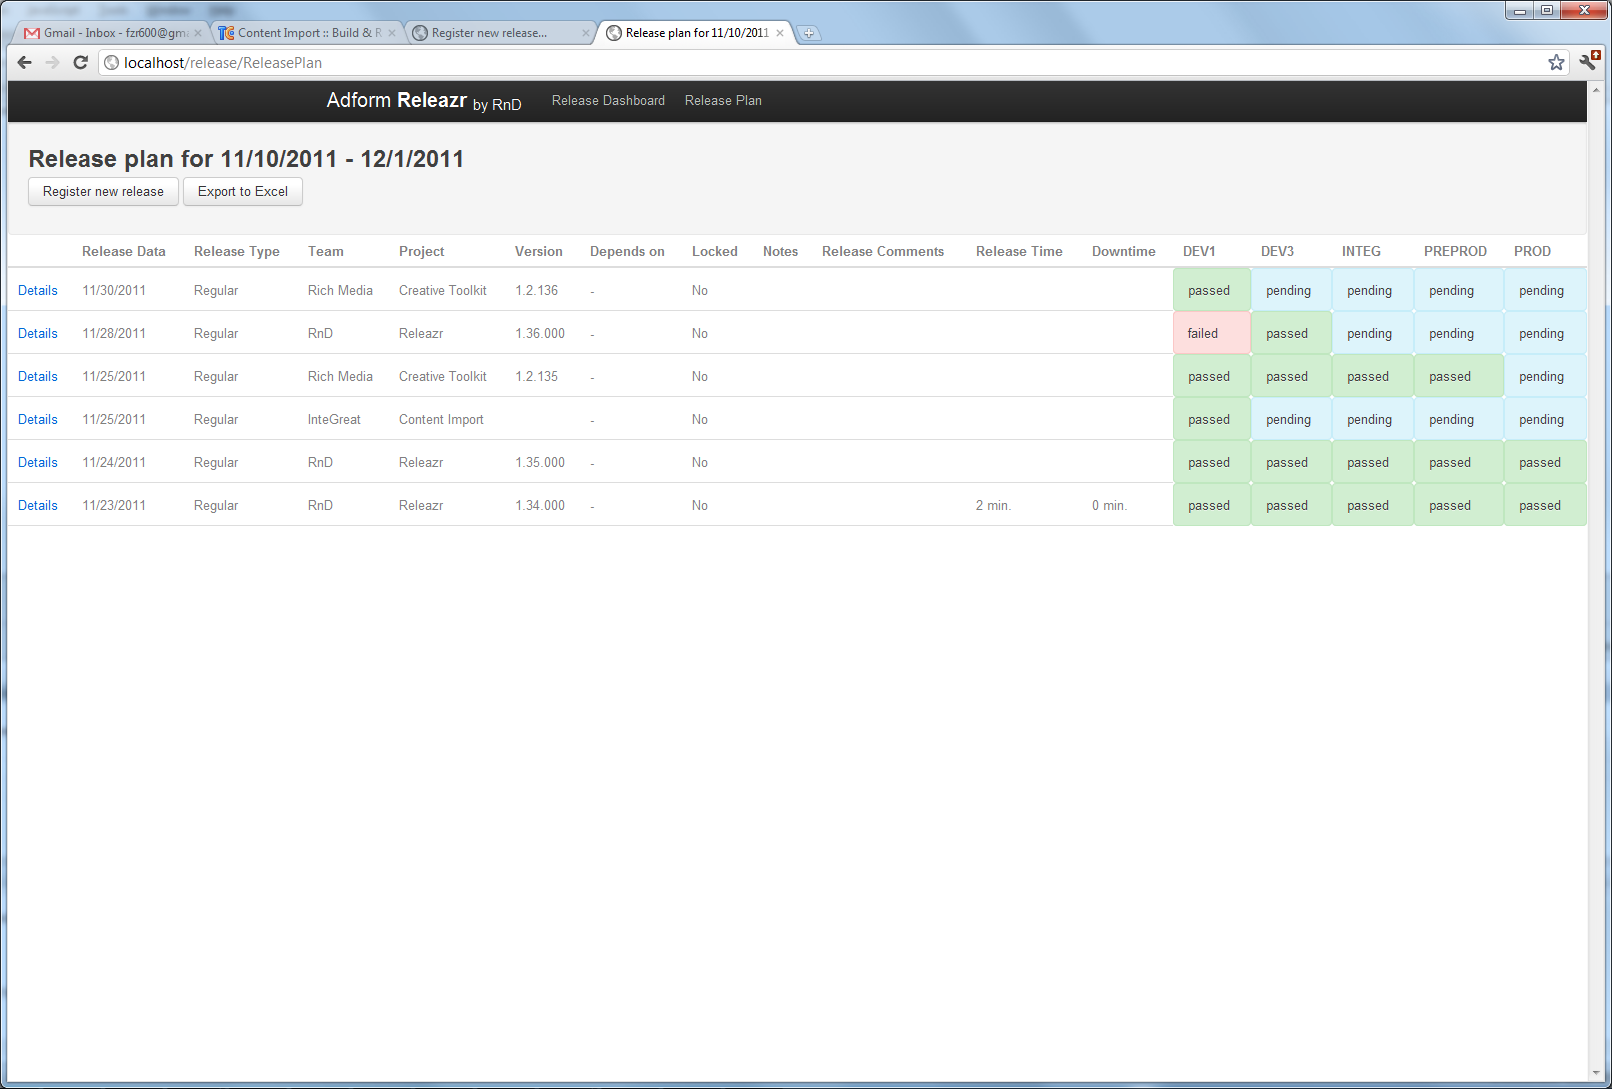 Gmail - Inbox - fzr600@gma
Content Import :: Build & R
Register new release...
Release plan for 11/10/2011
localhost/release/ReleasePlan
Adform Releazr by RnD Release Dashboard Release Plan
Release plan for 11/10/2011 - 12/1/2011
Register new release Export to Excel
Release Data Release Type Team Project Version Depends on Locked Notes Release Comments Release Time Downtime DEV1 DEV3 INTEG PREPROD PROD
Details 11/30/2011 Regular Rich Media Creative Toolkit 1.2.136 - No passed pending pending pending pending
Details 11/28/2011 Regular RnD Releazr 1.36.000 - No failed passed pending pending pending
Details 11/25/2011 Regular Rich Media Creative Toolkit 1.2.135 - No passed passed passed passed pending
Details 11/25/2011 Regular InteGreat Content Import - No passed pending pending pending pending
Details 11/24/2011 Regular RnD Releazr 1.35.000 - No passed passed passed passed passed
Details 11/23/2011 Regular RnD Releazr 1.34.000 - No 2 min. 0 min. passed passed passed passed passed